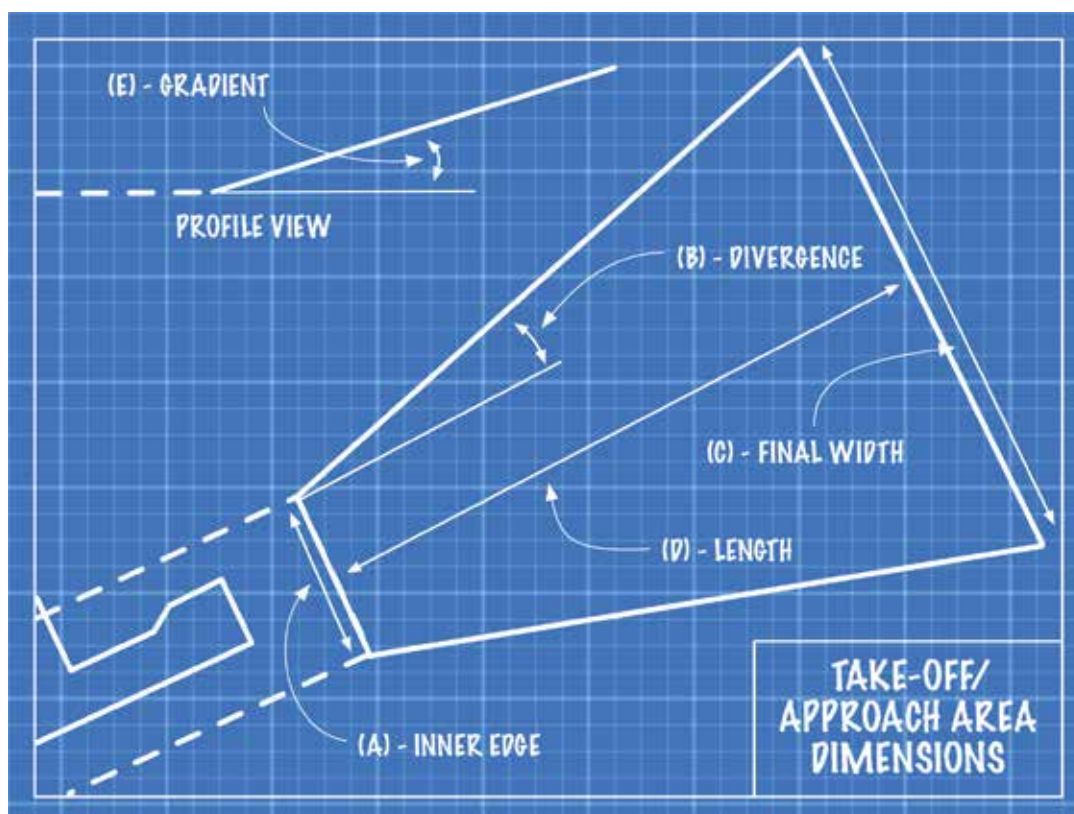 (E) - GRADIENT
PROFILE VIEW
(B) - DIVERGENCE
(C) - FINAL WIDTH
(D) - LENGTH
(A) - INNER EDGE
TAKE-OFF/
APPROACH AREA
DIMENSIONS